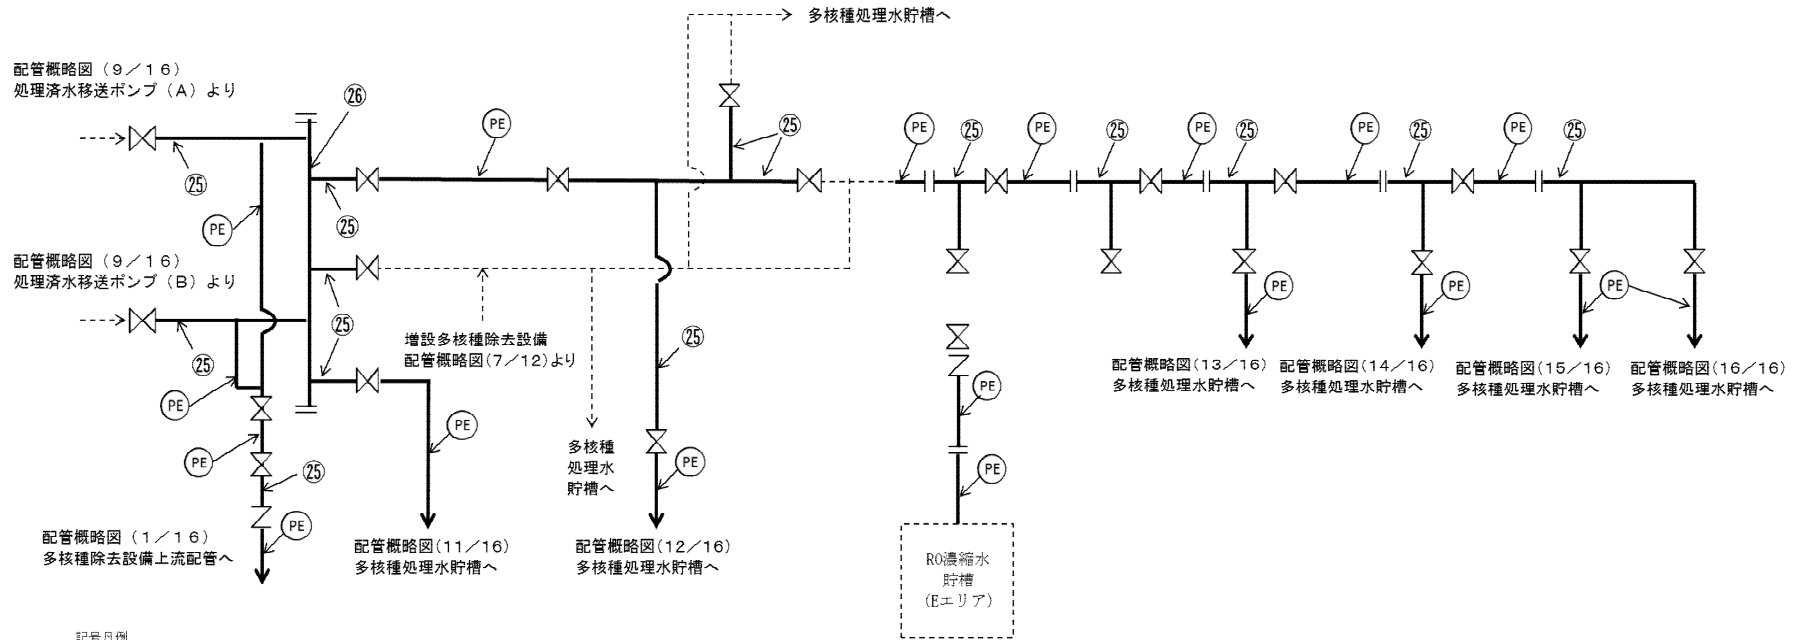 多核種処理水貯槽へ
配管概略図（９／１６）
処理済水移送ポンプ（Ａ）より
㉖
PE
㉕
PE
㉕
PE
㉕
PE
㉕
PE
㉕
PE
㉕
㉕
㉕
PE
配管概略図（９／１６）
処理済水移送ポンプ（Ｂ）より
PE
PE
PE
㉕
㉕
㉕
増設多核種除去設備
配管概略図(7／12)より
配管概略図(13／16)
多核種処理水貯槽へ
配管概略図(14／16)
多核種処理水貯槽へ
配管概略図(15／16)
多核種処理水貯槽へ
配管概略図(16／16)
多核種処理水貯槽へ
PE
PE
PE
多核種
処理水
貯槽へ
PE
PE
㉕
PE
PE
配管概略図（１／１６）
多核種除去設備上流配管へ
配管概略図(11／16)
多核種処理水貯槽へ
配管概略図(12／16)
多核種処理水貯槽へ
RO濃縮水
貯槽
(Eエリア)
記号凡例